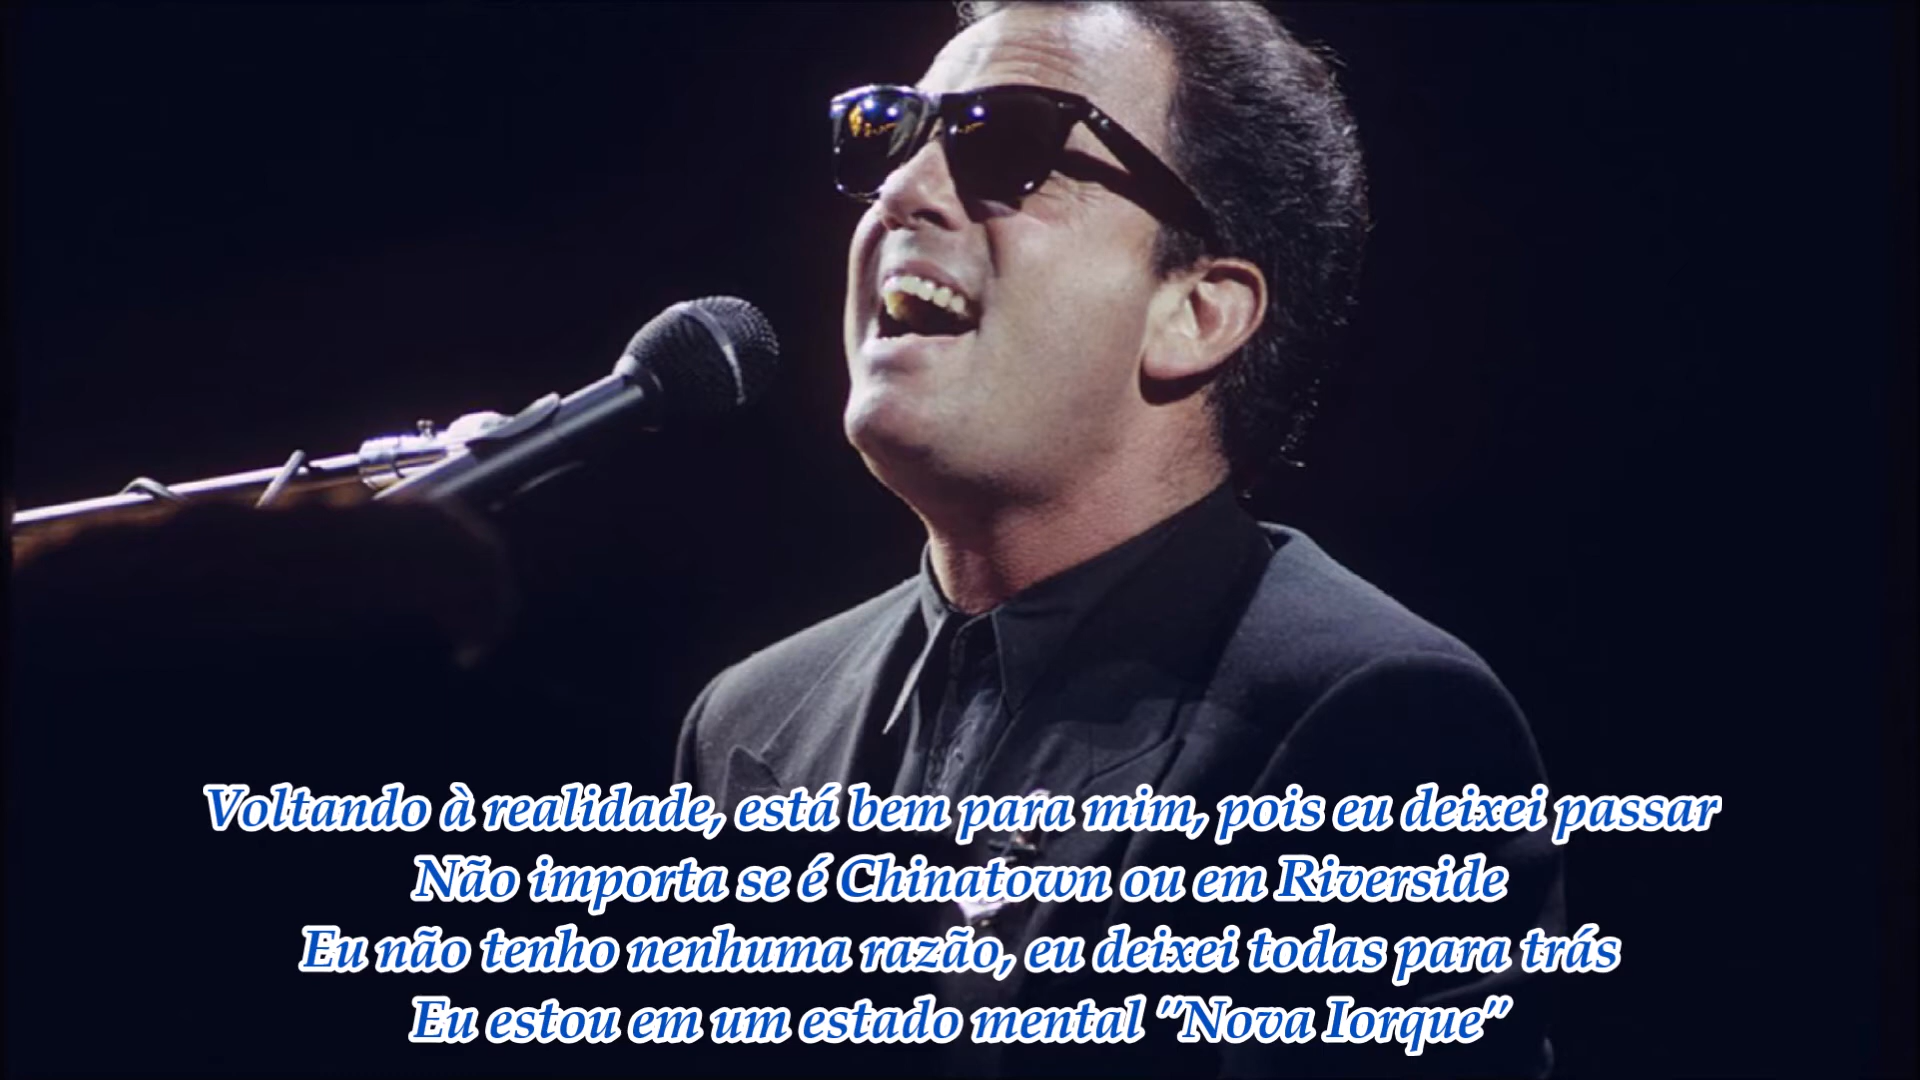 Voltando à realidade, está bem para mim, pois eu deixei passar
Não importa se é Chinatown ou em Riverside
Eu não tenho nenhuma razão, eu deixei todas para trás
Eu estou em um estado mental "Nova Iorque"